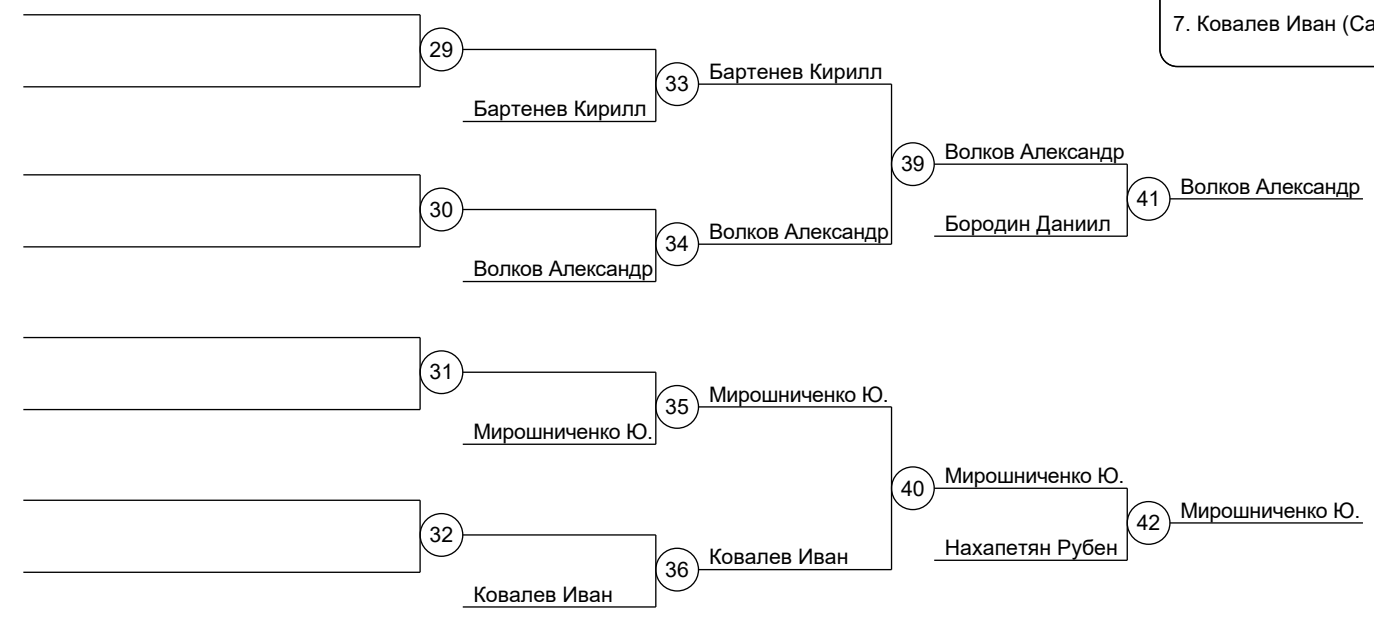 7. Ковалев Иван (Са
29
33
Бартенев Кирилл
Бартенев Кирилл
39
Волков Александр
41
Волков Александр
30
34
Волков Александр
Бородин Даниил
Волков Александр
31
35
Мирошниченко Ю.
Мирошниченко Ю.
40
Мирошниченко Ю.
42
Мирошниченко Ю.
32
36
Ковалев Иван
Нахапетян Рубен
Ковалев Иван